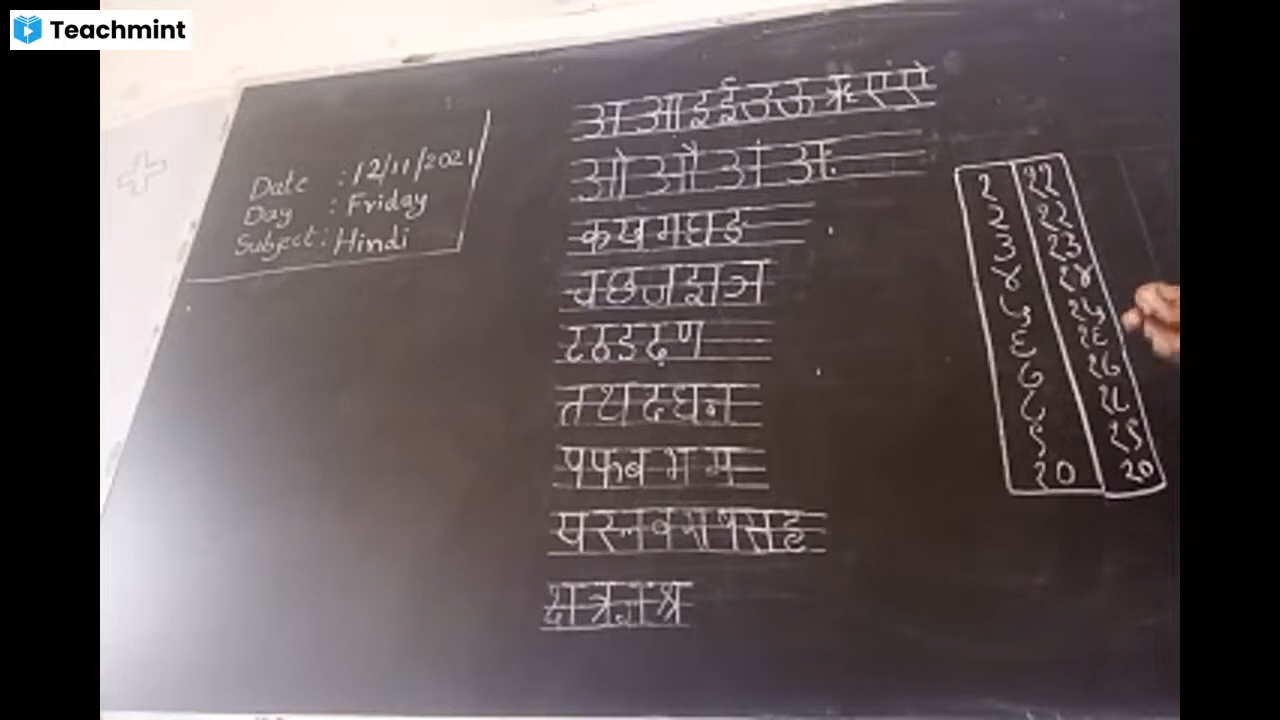 Teachmint
Date : 12/11/2021
Day : Friday
Subject : Hindi
अ आ इ ई उ ऊ ऋ ए ऐ
ओ औ अं अः
क ख ग घ ङ
च छ ज झ ञ
ट ठ ड ढ ण
त थ द ध न
प फ ब भ म
य र ल व श ष स ह
क्ष त्र ज्ञ श्र
१ ११
२ १२
३ १३
४ १४
५ १५
६ १६
७ १७
८ १८
९ १९
१० २०